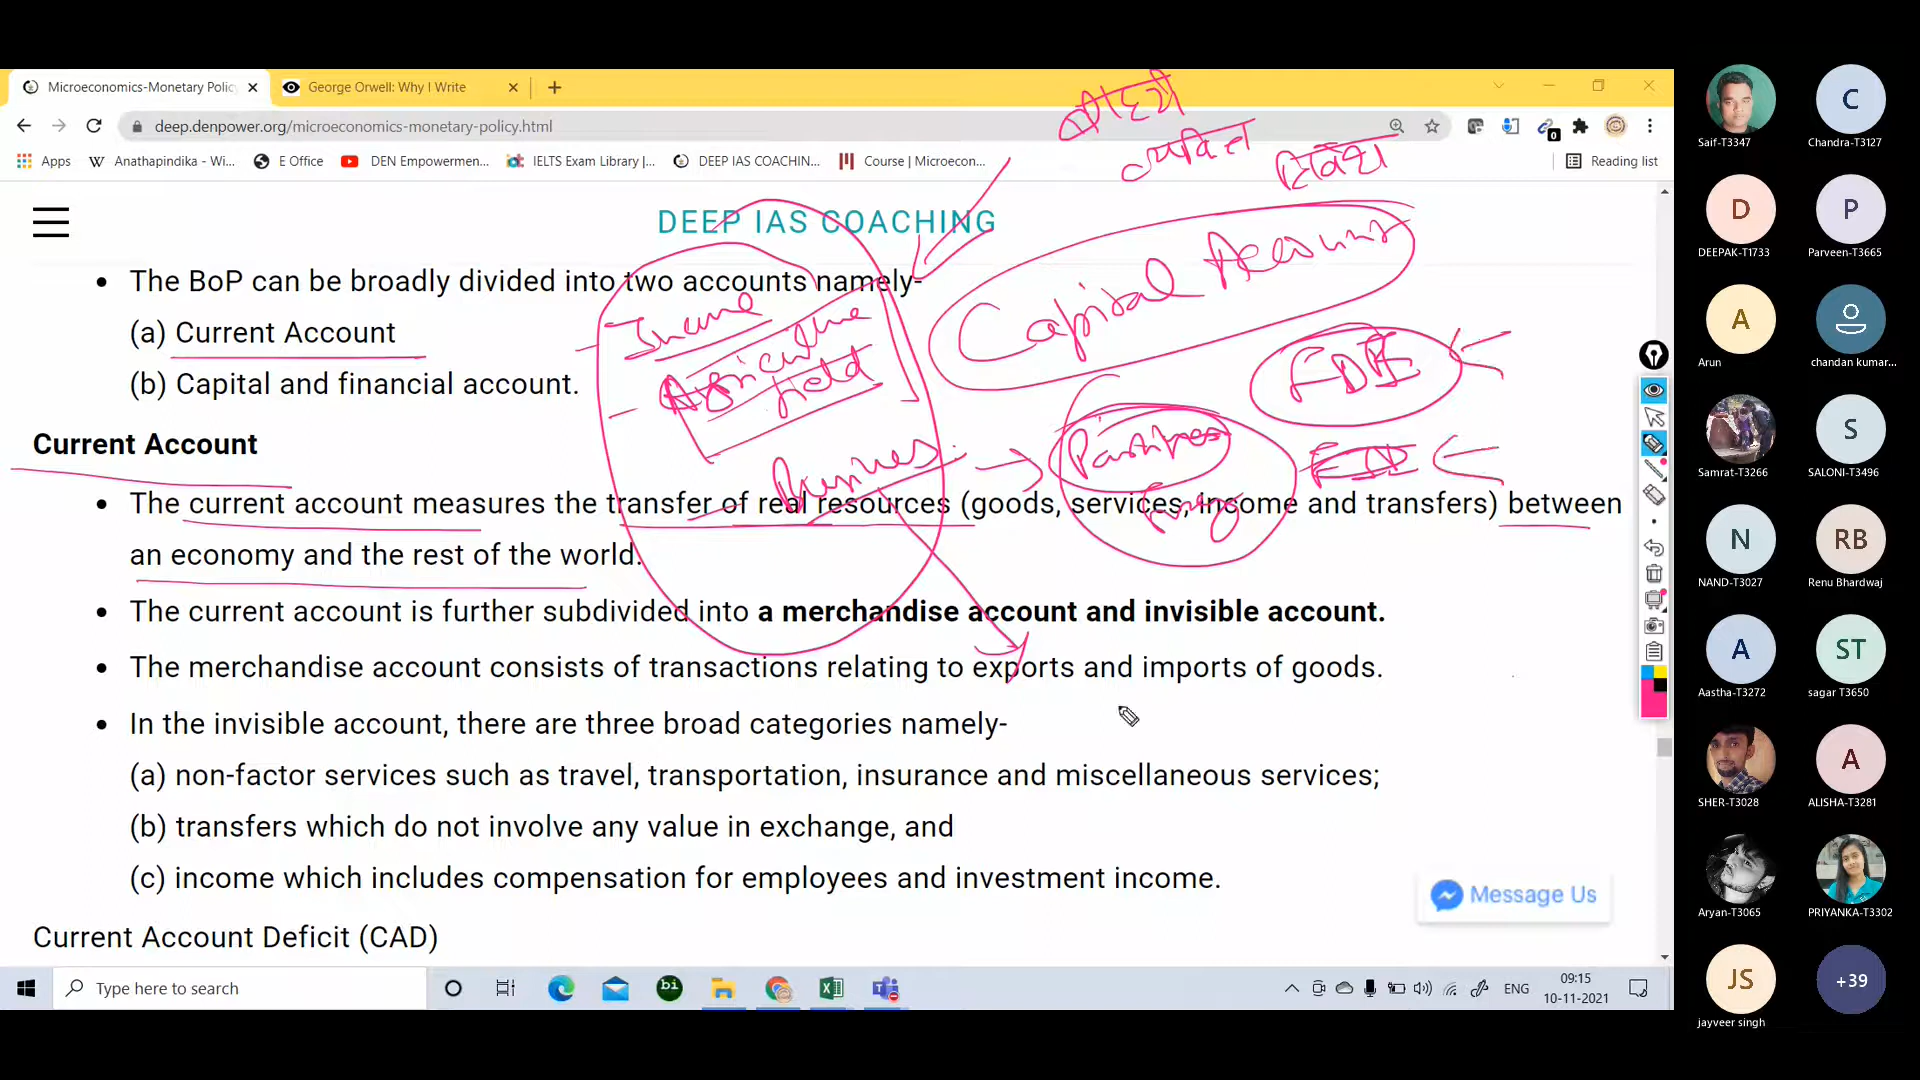 Microeconomics-Monetary Polic
George Orwell: Why I Write
deep.denpower.org/microeconomics-monetary-policy.html
Apps
Anathapindika - Wi...
E Office
DEN Empowermen...
IELTS Exam Library |...
DEEP IAS COACHIN...
Course | Microecon...
Reading list
DEEP IAS COACHING
• The BoP can be broadly divided into two accounts namely-
(a) Current Account
(b) Capital and financial account.
Capital Account
Income
Agriculture
field
FDI
Business
Partner
Current Account
• The current account measures the transfer of real resources (goods, services, income and transfers) between
an economy and the rest of the world.
• The current account is further subdivided into a merchandise account and invisible account.
• The merchandise account consists of transactions relating to exports and imports of goods.
• In the invisible account, there are three broad categories namely-
(a) non-factor services such as travel, transportation, insurance and miscellaneous services;
(b) transfers which do not involve any value in exchange, and
(c) income which includes compensation for employees and investment income.
Message Us
Current Account Deficit (CAD)
Type here to search
bi
ENG
09:15
10-11-2021
Saif-T3347
C
Chandra-T3127
D
DEEPAK-T1733
P
Parveen-T3665
A
Arun
chandan kumar...
Samrat-T3266
S
SALONI-T3496
N
NAND-T3027
RB
Renu Bhardwaj
A
Aastha-T3272
ST
sagar T3650
SHER-T3028
A
ALISHA-T3281
Aryan-T3065
PRIYANKA-T3302
JS
jayveer singh
+39